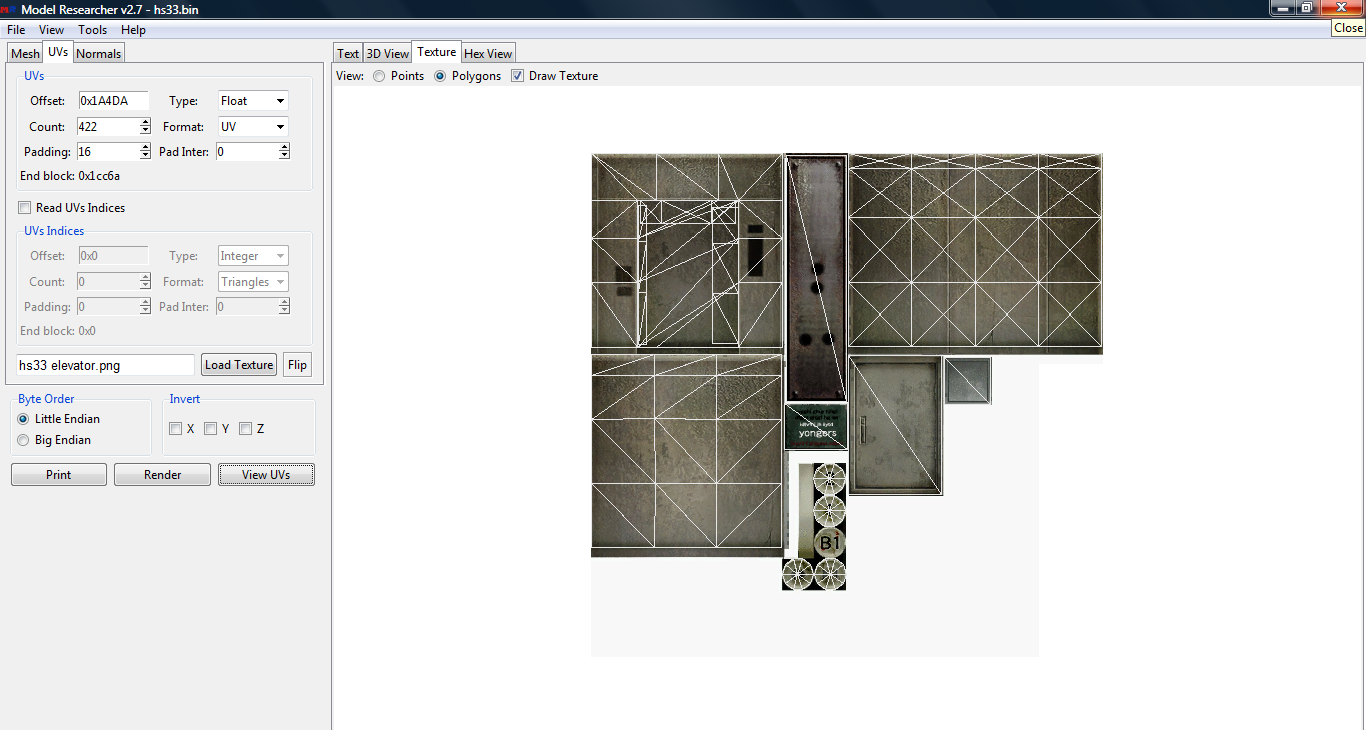 Model Researcher v2.7 - hs33.bin
File View Tools Help
Close
Mesh UVs Normals
Text 3D View Texture Hex View
View: Points Polygons Draw Texture
UVs
Offset: 0x1A4DA Type: Float
Count: 422 Format: UV
Padding: 16 Pad Inter: 0
End block: 0x1cc6a
Read UVs Indices
UVs Indices
Offset: 0x0 Type: Integer
Count: 0 Format: Triangles
Padding: 0 Pad Inter: 0
End block: 0x0
hs33 elevator.png Load Texture Flip
Byte Order
Little Endian
Big Endian
Invert
X Y Z
Print Render View UVs
yongers
B1